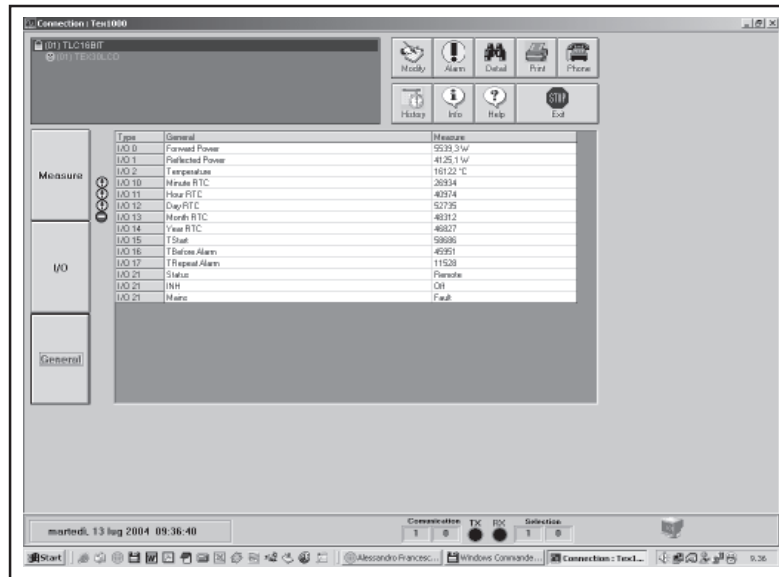 Connection : Tex1000
(01) TLC16BIT
(01) TEX30LCD
Modify Alarm Detail Print Phone
History Info Help STOP Exit
Measure
I/O
General
Type General Measure
I/O 0 Forward Power 5539,3 W
I/O 1 Reflected Power 4125,1 W
I/O 2 Temperature 16122 °C
I/O 10 Minute RTC 26934
I/O 11 Hour RTC 40974
I/O 12 Day RTC 52735
I/O 13 Month RTC 48312
I/O 14 Year RTC 46827
I/O 15 TStart 58686
I/O 16 TBefore Alarm 45951
I/O 17 TRepeat Alarm 11528
I/O 21 Status Remote
I/O 21 INH Off
I/O 21 Mains Fault
martedì, 13 lug 2004 09:36:40
Comunication TX RX Selection
1 0 1 0
Start Alessandro Francesc... Windows Commande... Connection : Tex1... 9.36